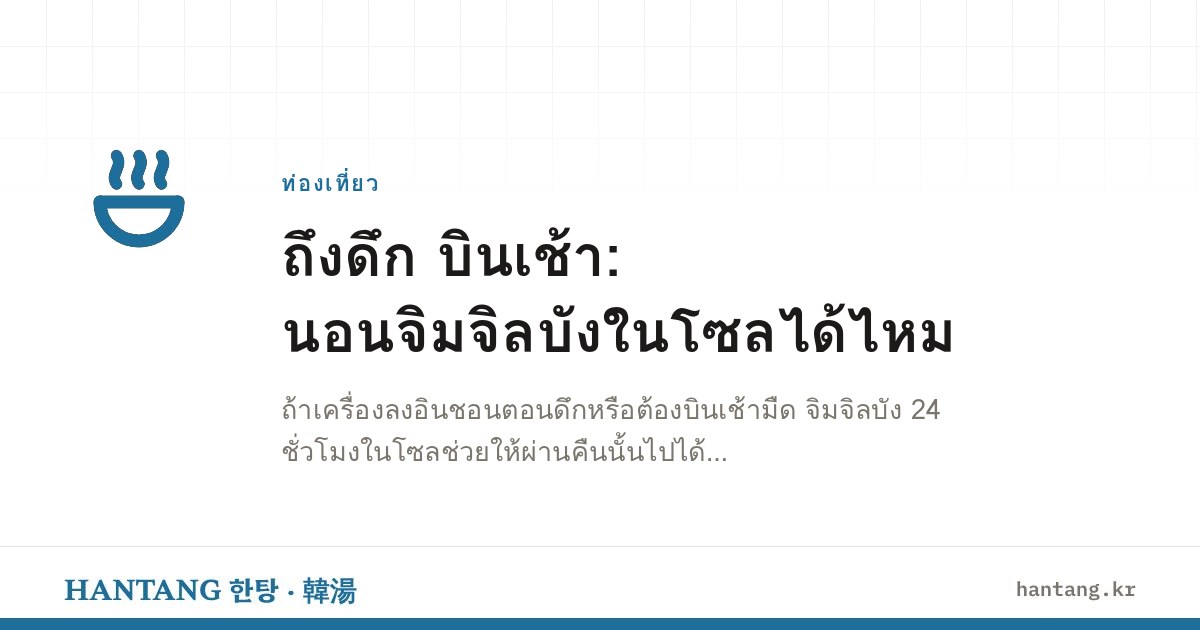 ท่องเที่ยว
ถึงดึก บินเช้า:
นอนจิมจิลบังในโซลได้ไหม
ถ้าเครื่องลงอินชอนตอนดึกหรือต้องบินเช้ามืด จิมจิลบัง 24
ชั่วโมงในโซลช่วยให้ผ่านคืนนั้นไปได้...
HANTANG 한탕 · 韓湯
hantang.kr